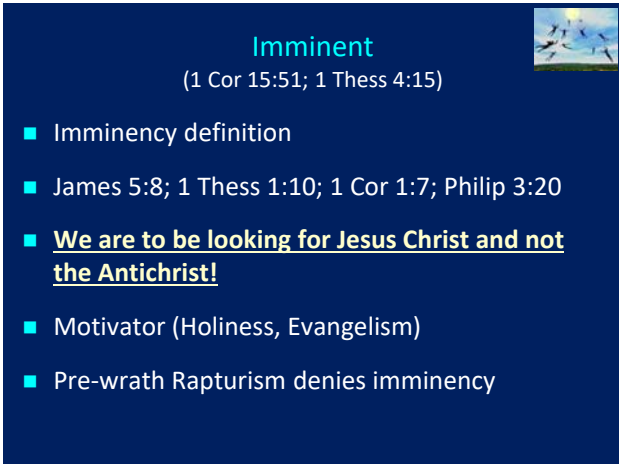 Imminent
(1 Cor 15:51; 1 Thess 4:15)
Imminency definition
James 5:8; 1 Thess 1:10; 1 Cor 1:7; Philip 3:20
We are to be looking for Jesus Christ and not
the Antichrist!
Motivator (Holiness, Evangelism)
Pre-wrath Rapturism denies imminency